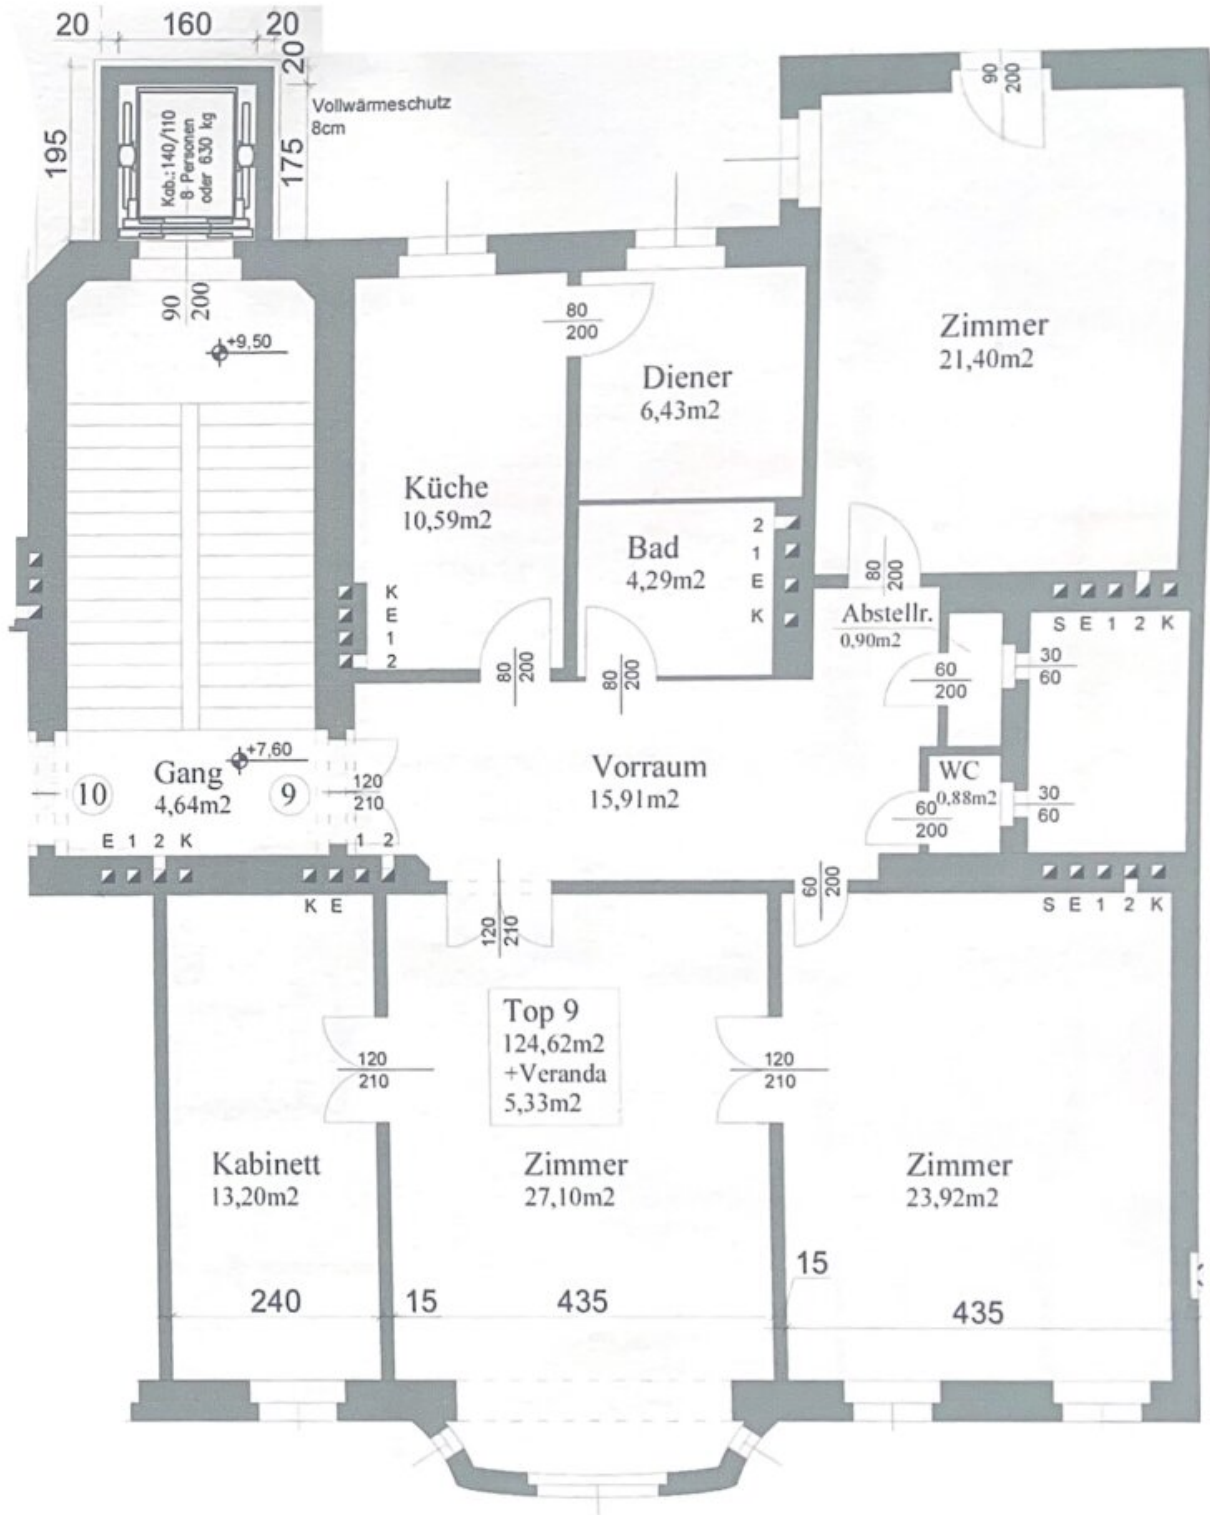 20 160 20
20
195
175
Kab.:140/110
8 Personen
oder 630 kg
Vollwärmeschutz
8cm
90
200
90
200
+9,50
80
200
Zimmer
21,40m2
Diener
6,43m2
Küche
10,59m2
Bad
4,29m2
2
1
E
K
K
E
1
2
80
200
80
200
80
200
Abstellr.
0,90m2
S E 1 2 K
30
60
60
200
+7,60
Gang
4,64m2
10
9
120
210
Vorraum
15,91m2
WC
0,88m2
30
60
60
200
E 1 2 K
1 2
K E
120
210
60
200
S E 1 2 K
Top 9
124,62m2
+Veranda
5,33m2
120
210
120
210
Kabinett
13,20m2
Zimmer
27,10m2
Zimmer
23,92m2
15
240 15 435
435